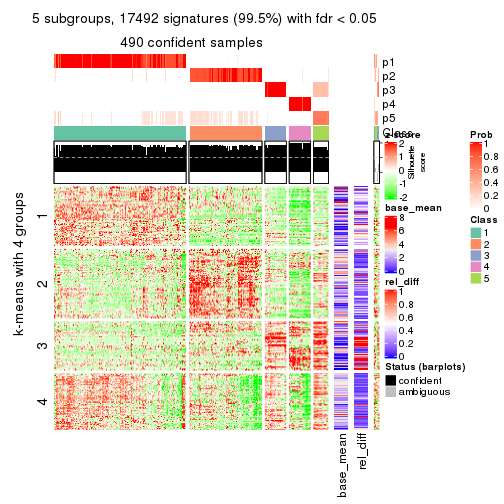 5 subgroups, 17492 signatures (99.5%) with fdr < 0.05
490 confident samples
p1
p2
p3
p4
p5
Class
k-means with 4 groups
1
2
3
4
base_mean
rel_diff
z-score
2
1
0
-1
-2
Silhouette
score
base_mean
8
6
4
2
0
rel_diff
1
0.8
0.6
0.4
0.2
0
Status (barplots)
confident
ambiguous
Prob
1
0.8
0.6
0.4
0.2
0
Class
1
2
3
4
5